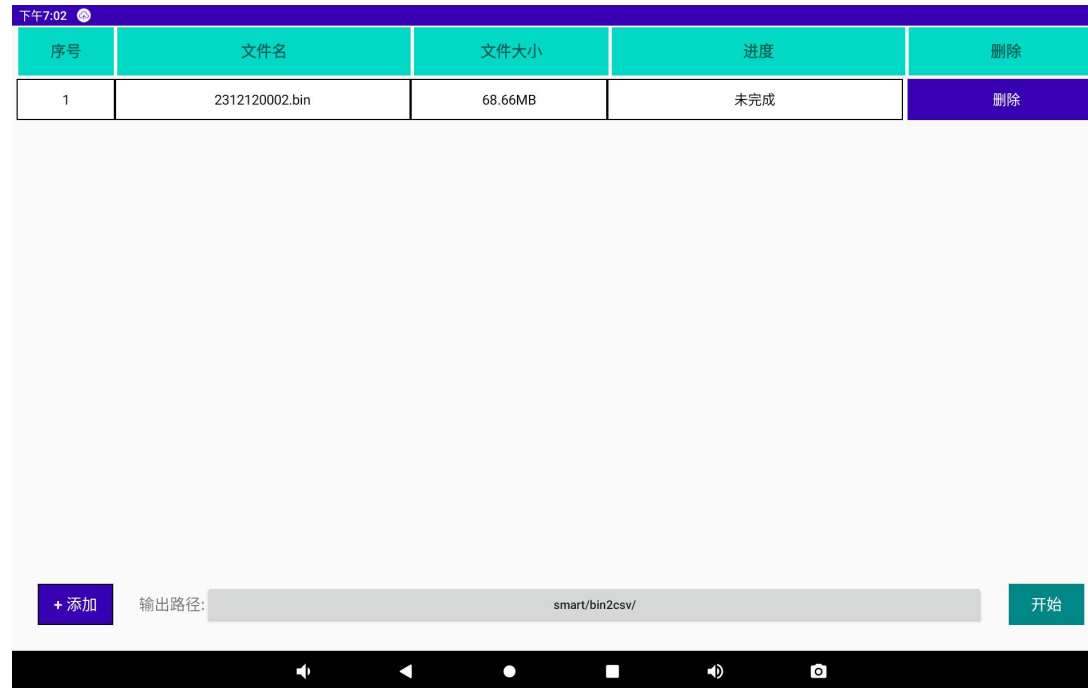 下午7:02
序号 文件名 文件大小 进度 删除
1 2312120002.bin 68.66MB 未完成 删除
+ 添加 输出路径: smart/bin2csv/ 开始